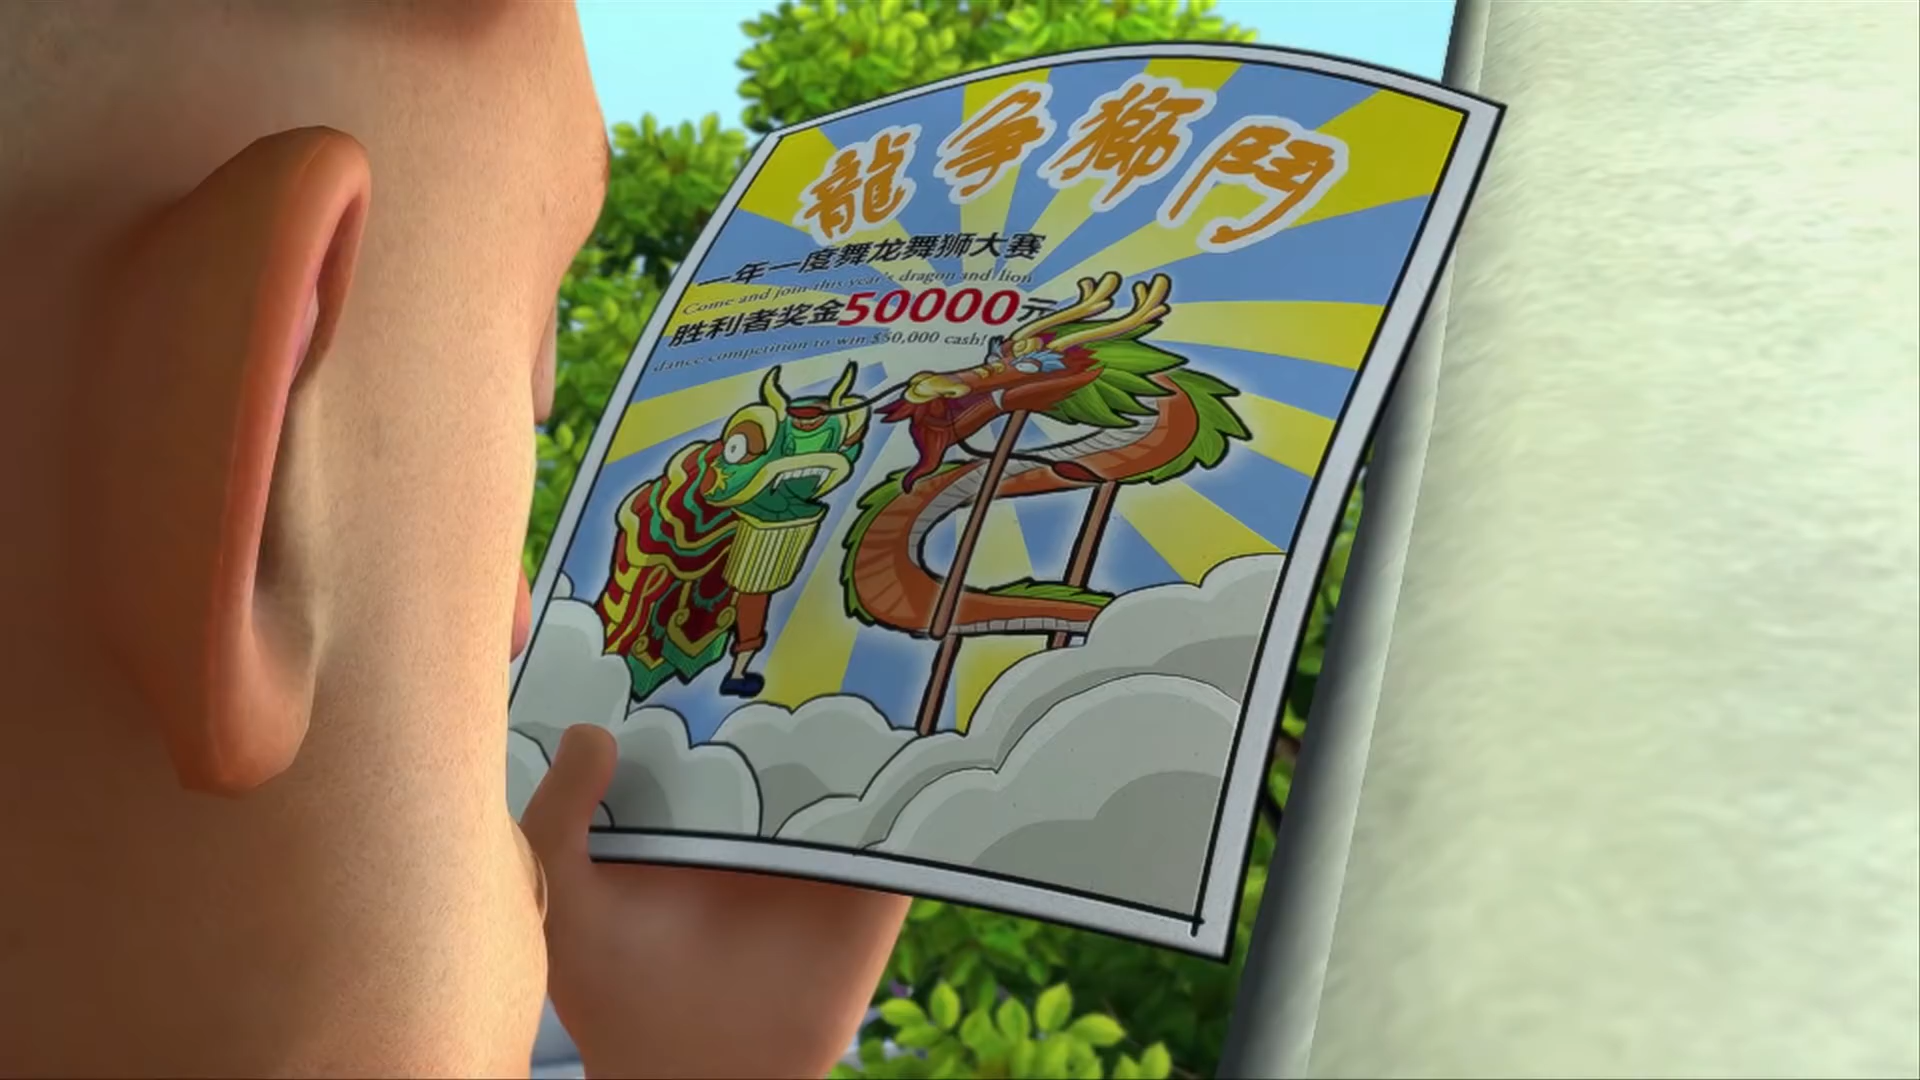 龍爭獅鬥
一年一度舞龙舞狮大赛
Come and join this year's dragon and lion
胜利者奖金50000元
dance competition to win $50,000 cash!